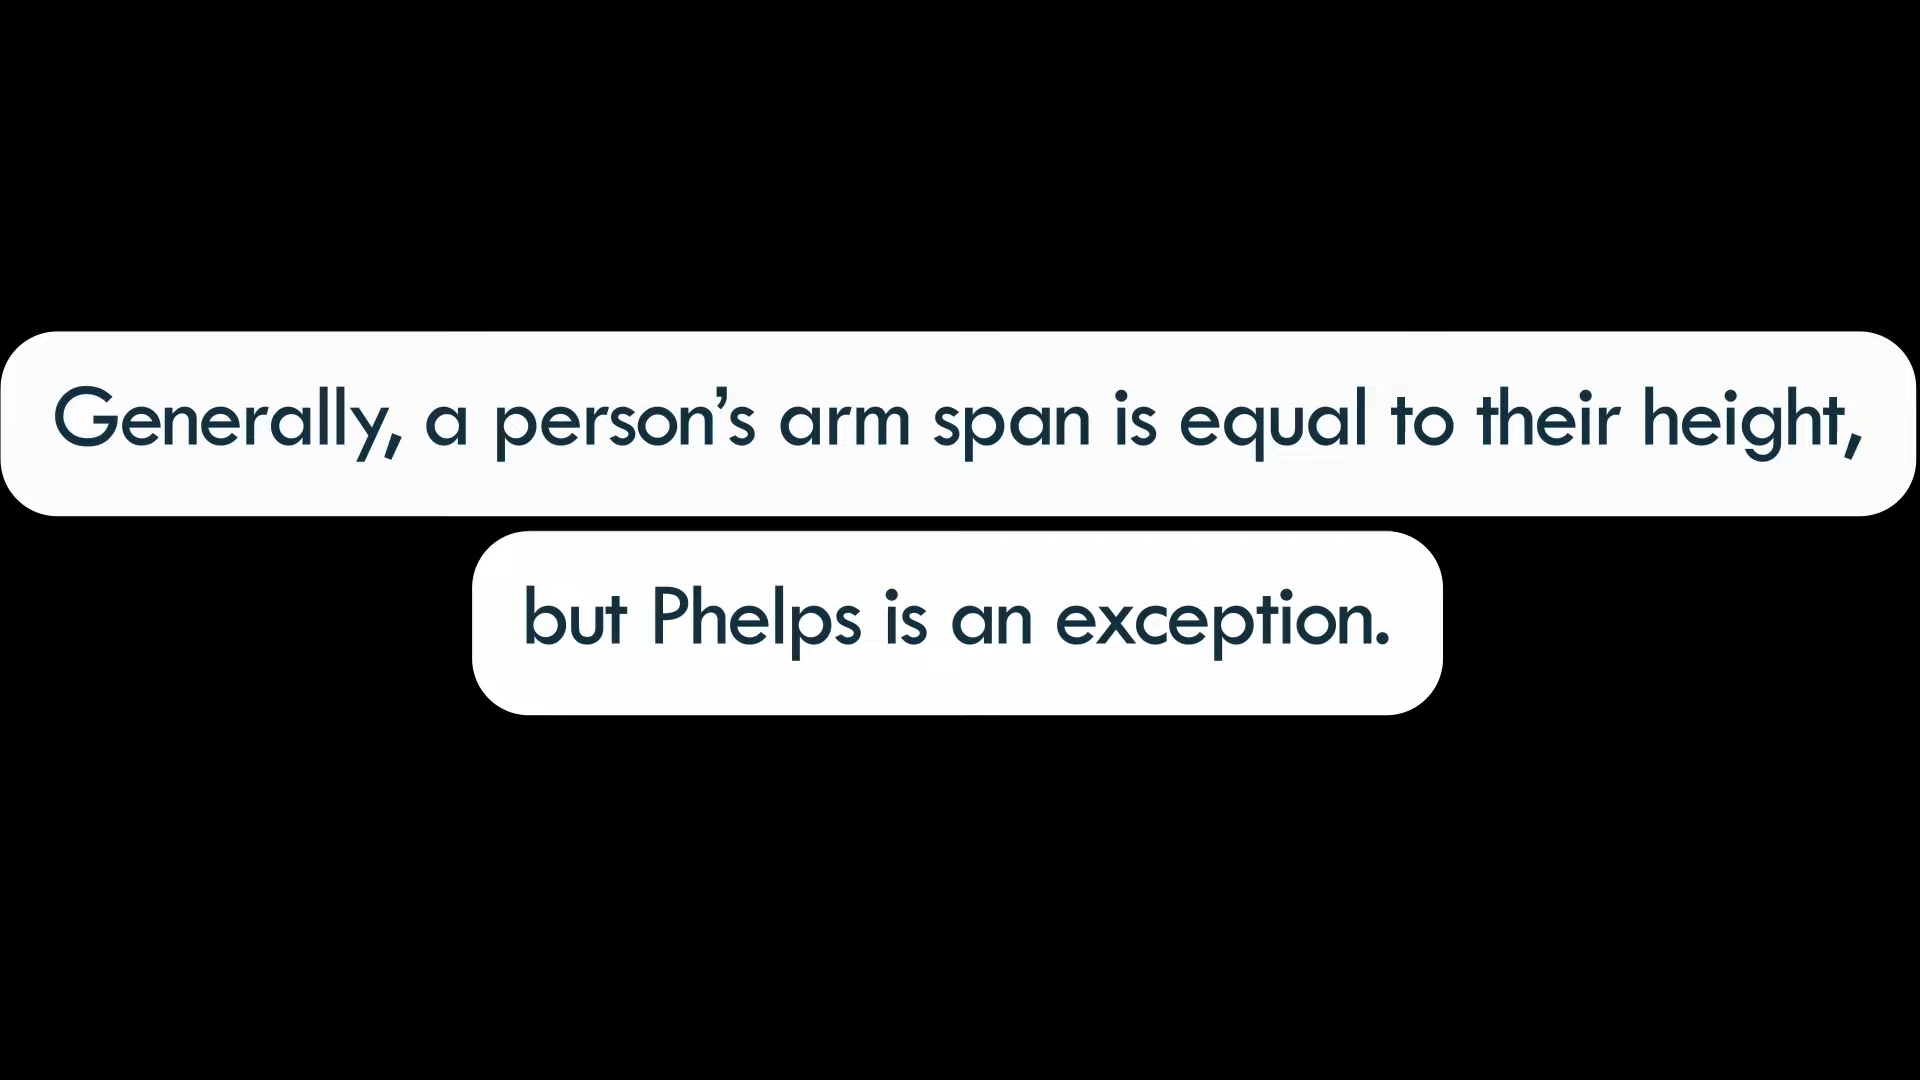 Generally, a person’s arm span is equal to their height,
but Phelps is an exception.